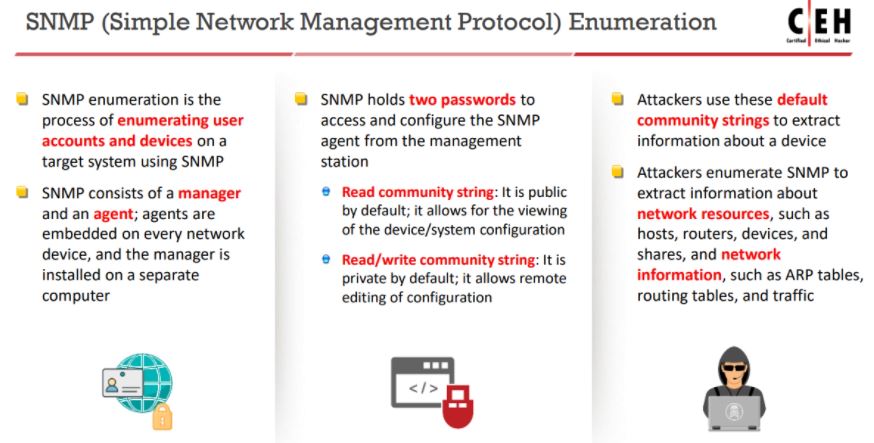 SNMP (Simple Network Management Protocol) Enumeration
C|EH
Certified Ethical Hacker
SNMP enumeration is the
process of enumerating user
accounts and devices on a
target system using SNMP
SNMP consists of a manager
and an agent; agents are
embedded on every network
device, and the manager is
installed on a separate
computer
SNMP holds two passwords to
access and configure the SNMP
agent from the management
station
Read community string: It is public
by default; it allows for the viewing
of the device/system configuration
Read/write community string: It is
private by default; it allows remote
editing of configuration
Attackers use these default
community strings to extract
information about a device
Attackers enumerate SNMP to
extract information about
network resources, such as
hosts, routers, devices, and
shares, and network
information, such as ARP tables,
routing tables, and traffic
</>